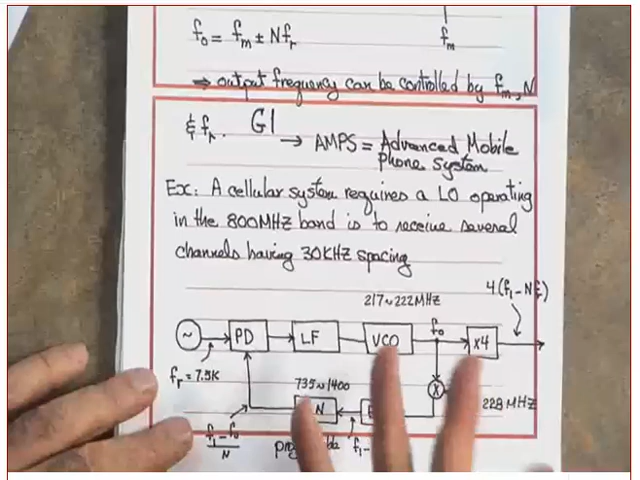 f₀ = fₘ ± Nfᵣ
fₘ
⇒ output frequency can be controlled by fₘ, N
& fᵣ. G1
→ AMPS = Advanced Mobile
phone system
Ex: A cellular system requires a LO operating
in the 800MHz band is to receive several
channels having 30KHz spacing
217~222MHz
4(f₁-Nfᵣ)
~ PD LF VCO f₀ x4
fᵣ = 7.5K
735~1400
N
X
228 MHz
f₁-f₀
N
f₁-